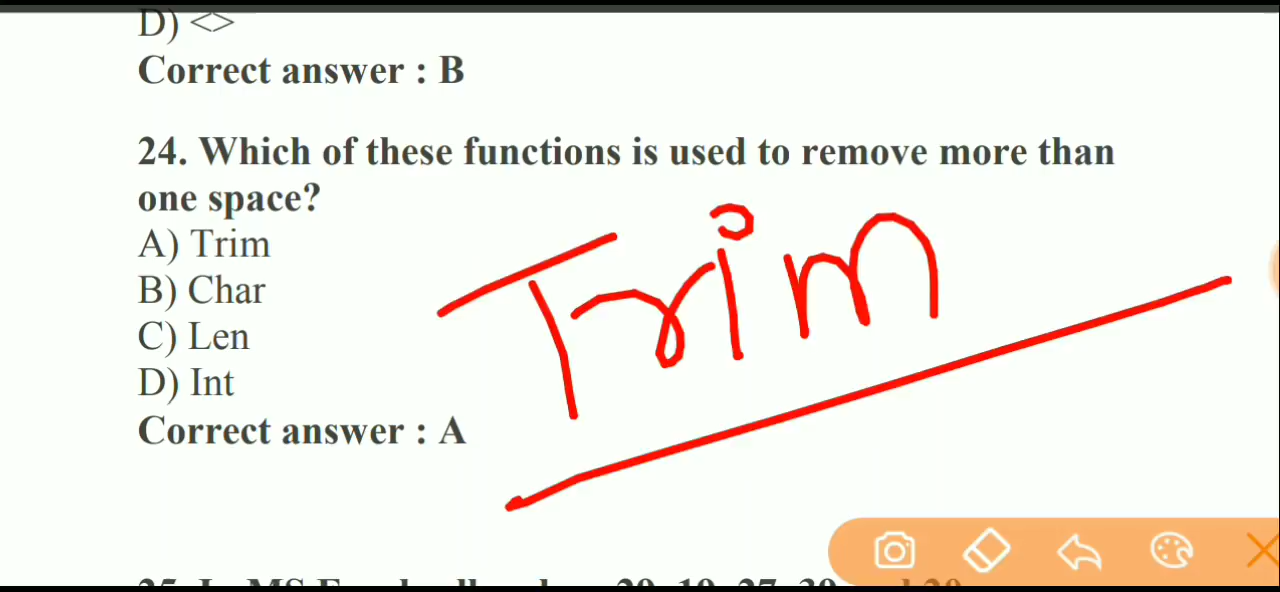 D) <>
Correct answer : B
24. Which of these functions is used to remove more than
one space?
A) Trim
B) Char
C) Len
D) Int
Correct answer : A
Trim